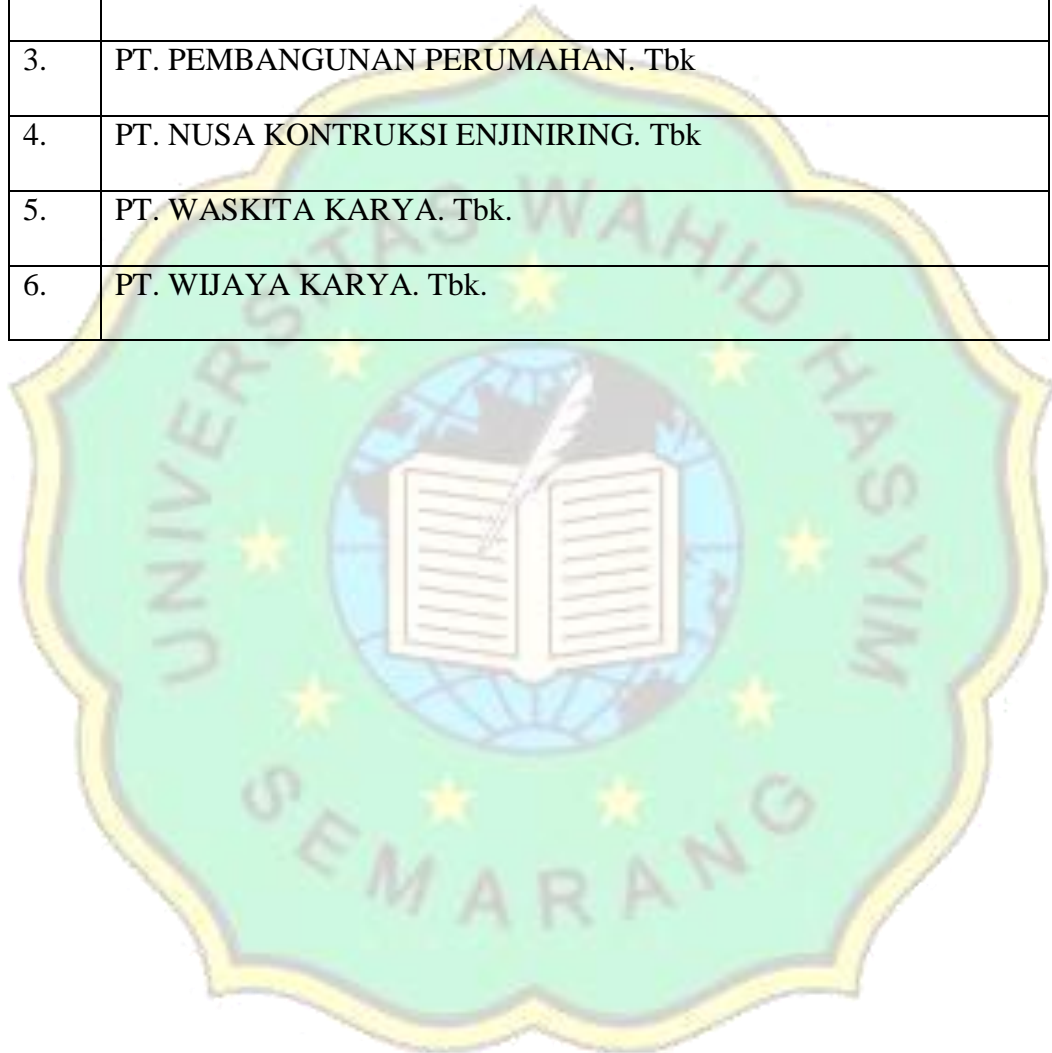 3. PT. PEMBANGUNAN PERUMAHAN. Tbk
4. PT. NUSA KONTRUKSI ENJINIRING. Tbk
5. PT. WASKITA KARYA. Tbk.
6. PT. WIJAYA KARYA. Tbk.
UNIVERSITAS WAHID HASYIM
SEMARANG